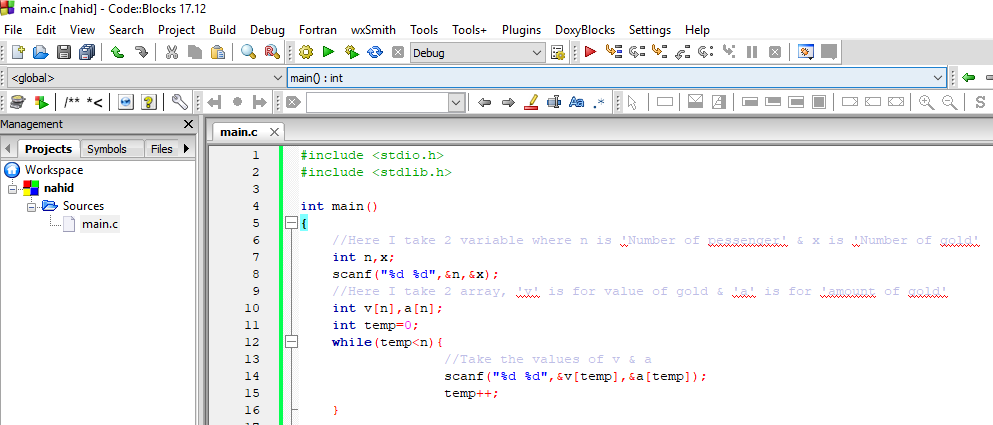 main.c [nahid] - Code::Blocks 17.12
File Edit View Search Project Build Debug Fortran wxSmith Tools Tools+ Plugins DoxyBlocks Settings Help
Debug
<global> main() : int
/** *< Aa .* S
Management
main.c
Projects Symbols Files
Workspace
nahid
Sources
main.c
1 #include <stdio.h>
2 #include <stdlib.h>
3
4 int main()
5 {
6 //Here I take 2 variable where n is 'Number of pessenger' & x is 'Number of gold'
7 int n,x;
8 scanf("%d %d",&n,&x);
9 //Here I take 2 array, 'v' is for value of gold & 'a' is for 'amount of gold'
10 int v[n],a[n];
11 int temp=0;
12 while(temp<n){
13 //Take the values of v & a
14 scanf("%d %d",&v[temp],&a[temp]);
15 temp++;
16 }